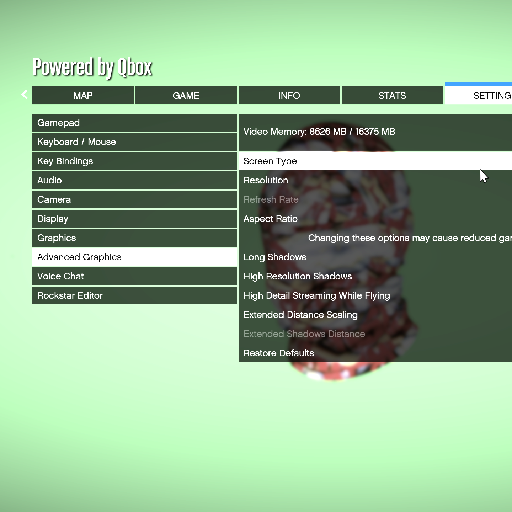 Powered by Qbox
MAP
GAME
INFO
STATS
SETTING
Gamepad
Keyboard / Mouse
Key Bindings
Audio
Camera
Display
Graphics
Advanced Graphics
Voice Chat
Rockstar Editor
Video Memory: 8626 MB / 16375 MB
Screen Type
Resolution
Refresh Rate
Aspect Ratio
Changing these options may cause reduced gar
Long Shadows
High Resolution Shadows
High Detail Streaming While Flying
Extended Distance Scaling
Extended Shadows Distance
Restore Defaults